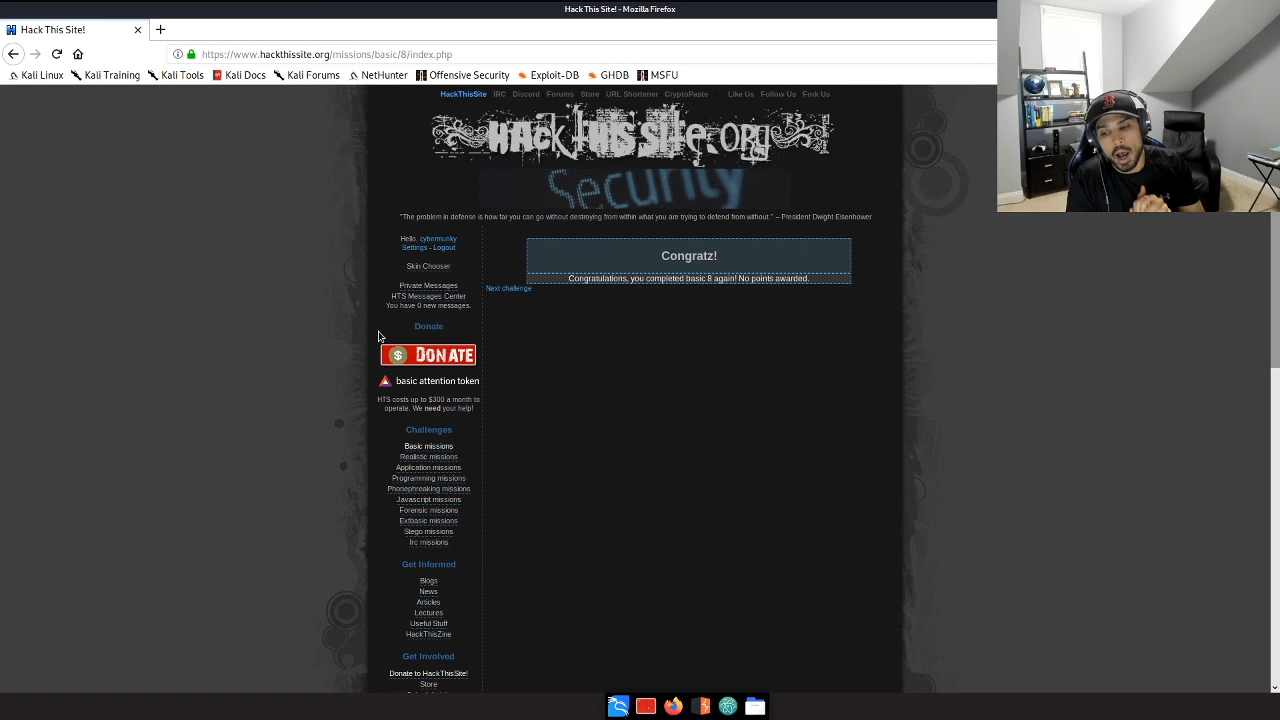 Hack This Site! - Mozilla Firefox
Hack This Site!
https://www.hackthissite.org/missions/basic/8/index.php
Kali Linux Kali Training Kali Tools Kali Docs Kali Forums NetHunter Offensive Security Exploit-DB GHDB MSFU
HackThisSite IRC Discord Forums Store URL Shortener CryptoPaste Like Us Follow Us Fork Us
HAck THIS SITE.ORG
Security
"The problem in defense is how far you can go without destroying from within what you are trying to defend from without." -- President Dwight Eisenhower
Hello, cybermunky
Settings - Logout
Skin Chooser
Private Messages
HTS Messages Center
You have 0 new messages.
Donate
$ DONATE
basic attention token
HTS costs up to $300 a month to
operate. We need your help!
Challenges
Basic missions
Realistic missions
Application missions
Programming missions
Phonephreaking missions
Javascript missions
Forensic missions
Extbasic missions
Stego missions
Irc missions
Get Informed
Blogs
News
Articles
Lectures
Useful Stuff
HackThisZine
Get Involved
Donate to HackThisSite!
Store
Congratz!
Congratulations, you completed basic 8 again! No points awarded.
Next challenge